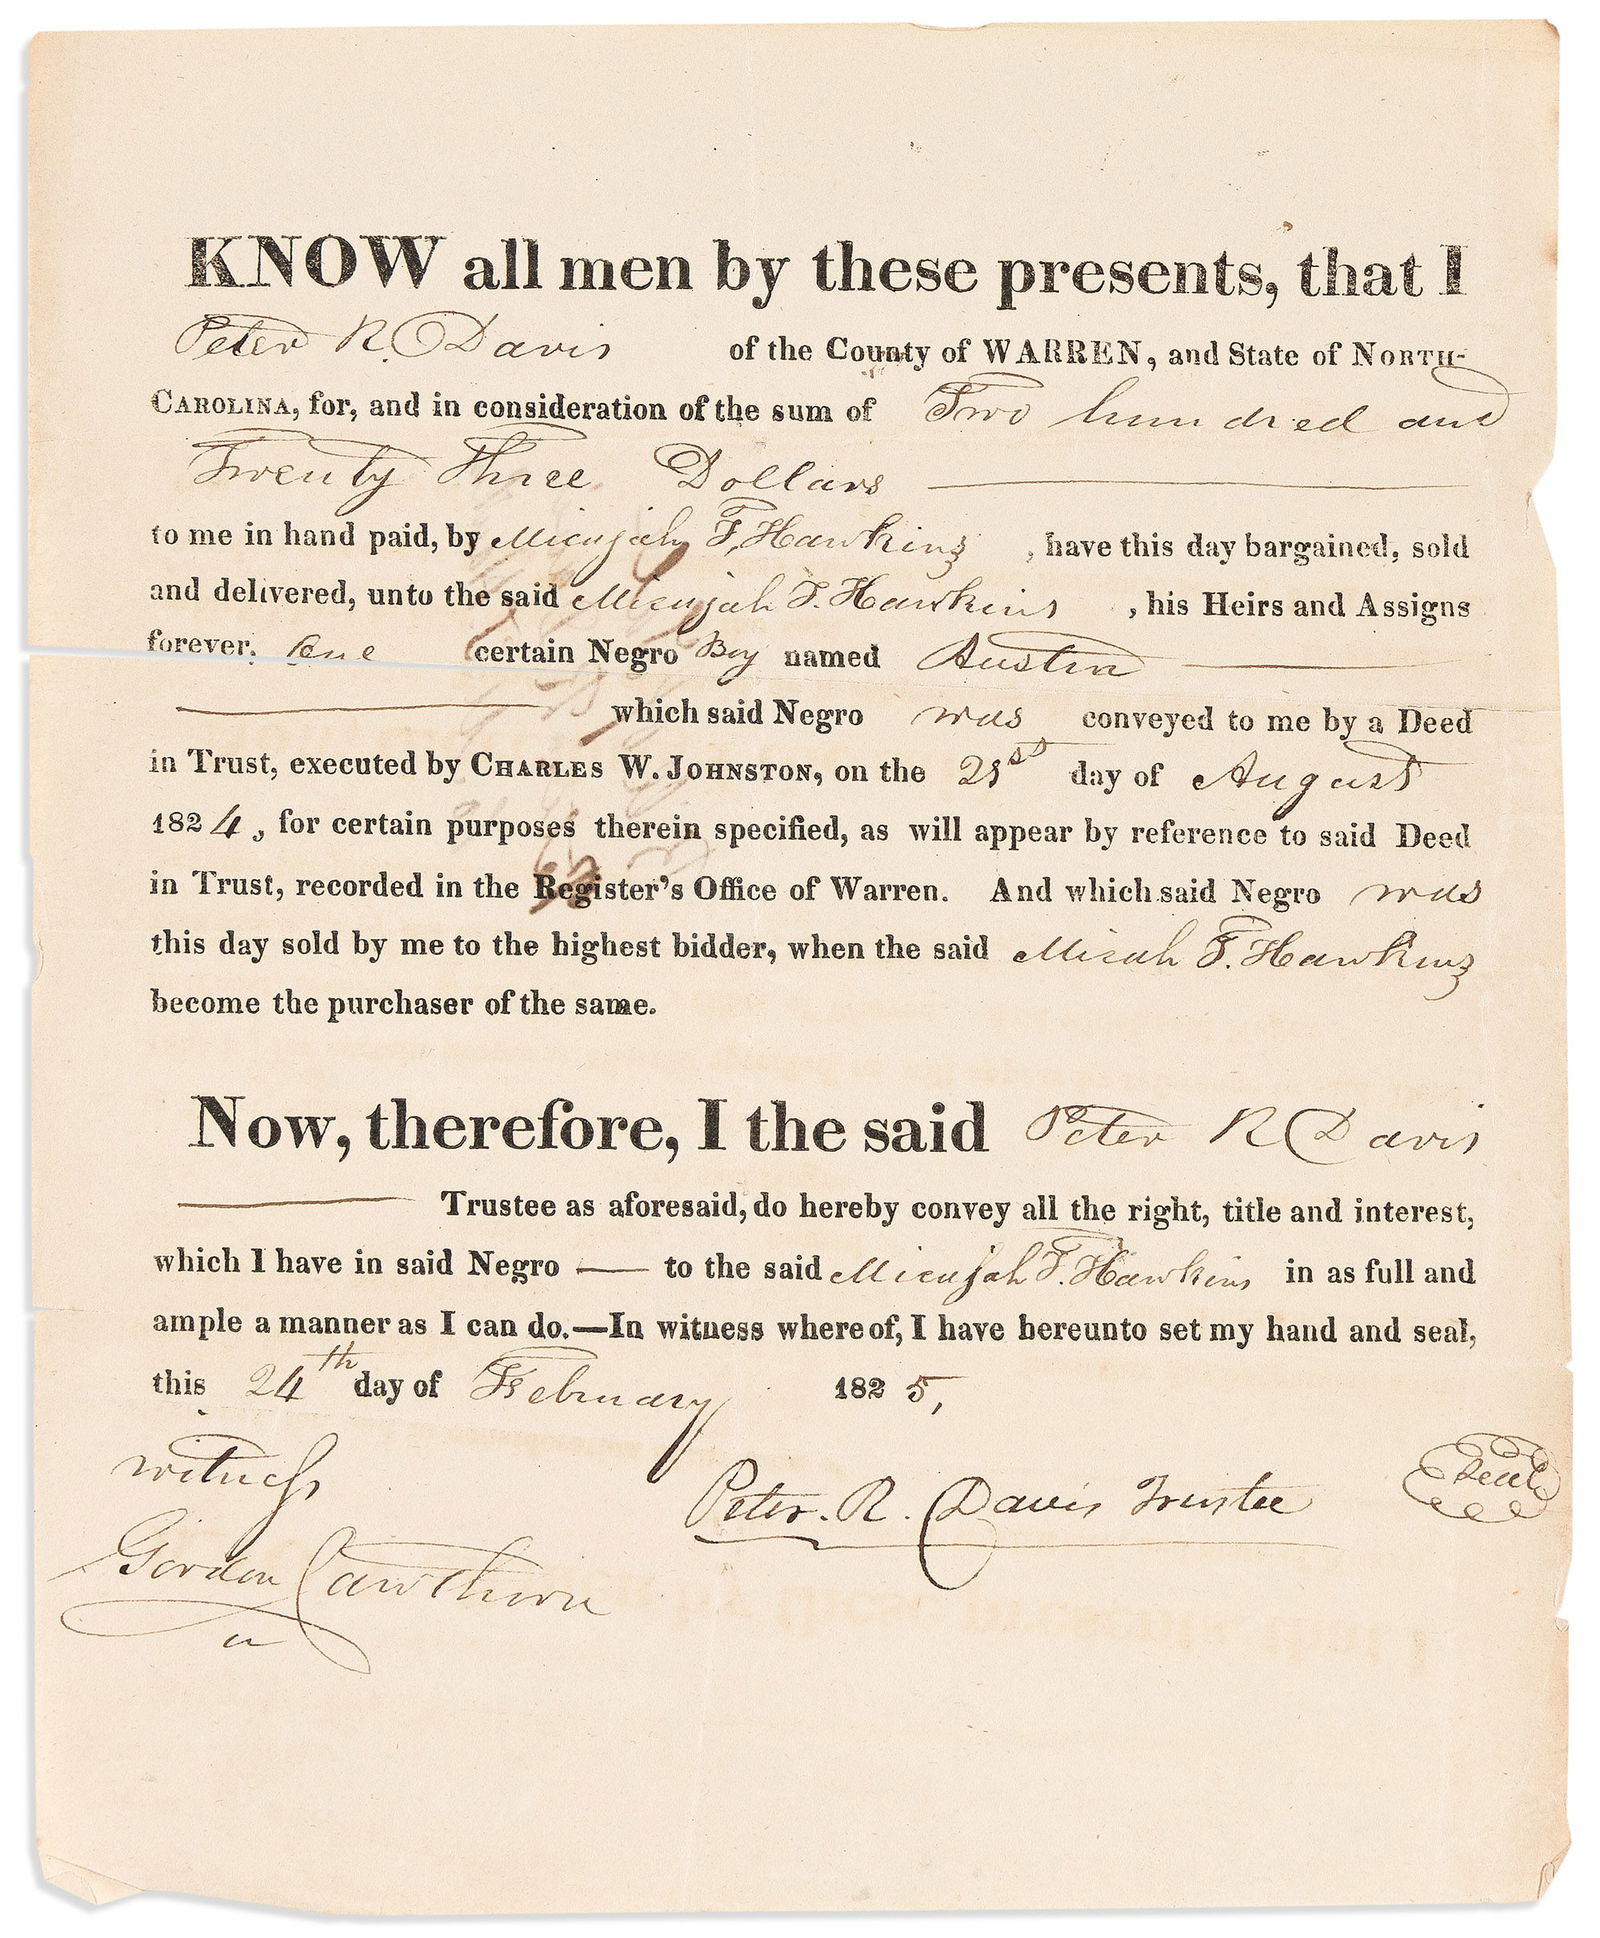 KNOW all men by these presents, that I
Peter R. Davis of the County of WARREN, and State of NORTH-
CAROLINA, for, and in consideration of the sum of Two hundred and
Twenty Three Dollars
to me in hand paid, by Micajah T. Hawkins, have this day bargained, sold
and delivered, unto the said Micajah T. Hawkins, his Heirs and Assigns
forever, One certain Negro Boy named Austin
which said Negro was conveyed to me by a Deed
in Trust, executed by CHARLES W. JOHNSTON, on the 21st day of August
1824, for certain purposes therein specified, as will appear by reference to said Deed
in Trust, recorded in the Register's Office of Warren. And which said Negro was
this day sold by me to the highest bidder, when the said Micah T. Hawkins
become the purchaser of the same.
Now, therefore, I the said Peter R Davis
Trustee as aforesaid, do hereby convey all the right, title and interest,
which I have in said Negro — to the said Micajah T. Hawkins in as full and
ample a manner as I can do.—In witness whereof, I have hereunto set my hand and seal,
this 24th day of February 1825,
witness
Peter. R. Davis Trustee Seal
Gordon Cawthorn